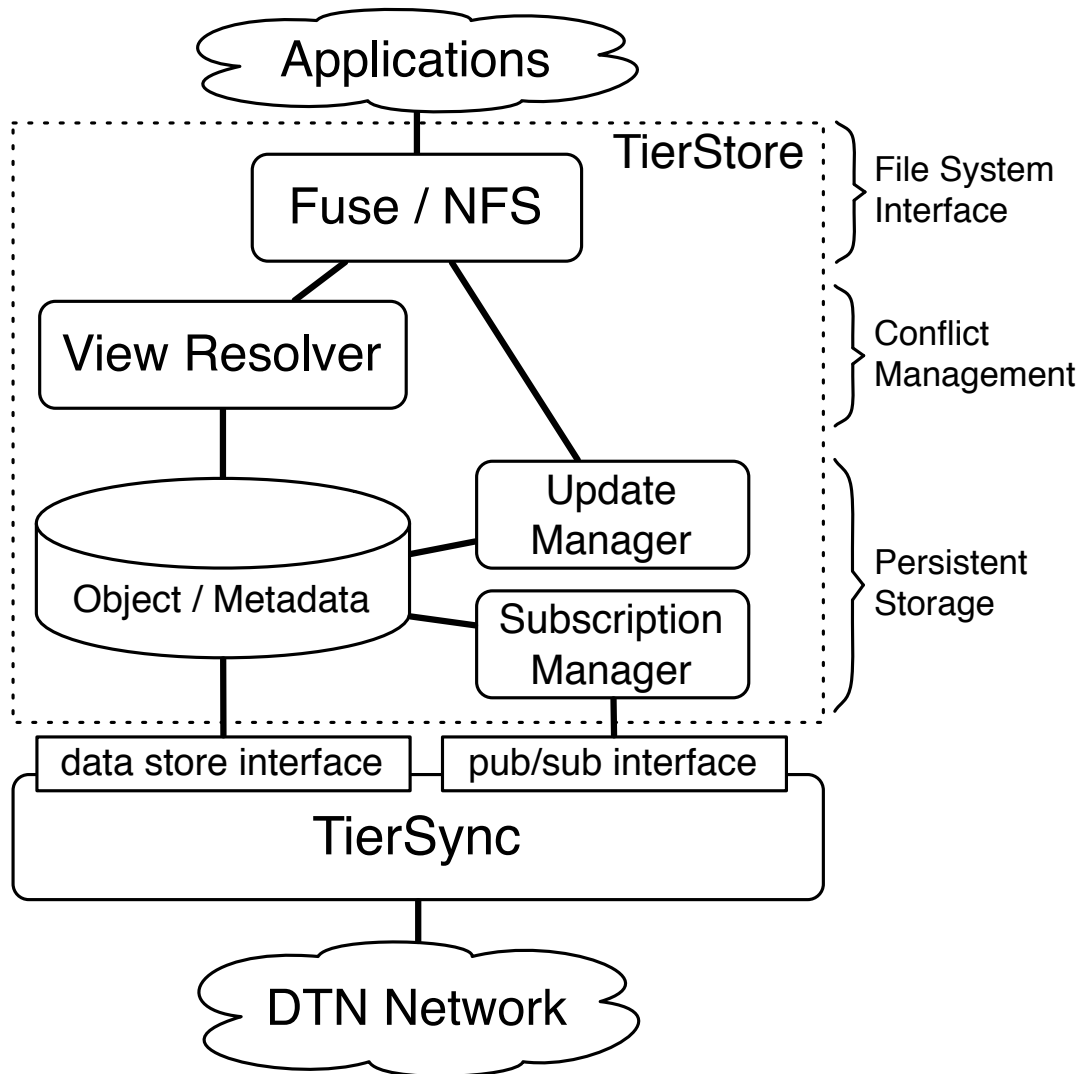 Applications
TierStore
Fuse / NFS
File System
Interface
View Resolver
Conflict
Management
Update
Manager
Object / Metadata
Subscription
Manager
Persistent
Storage
data store interface
pub/sub interface
TierSync
DTN Network